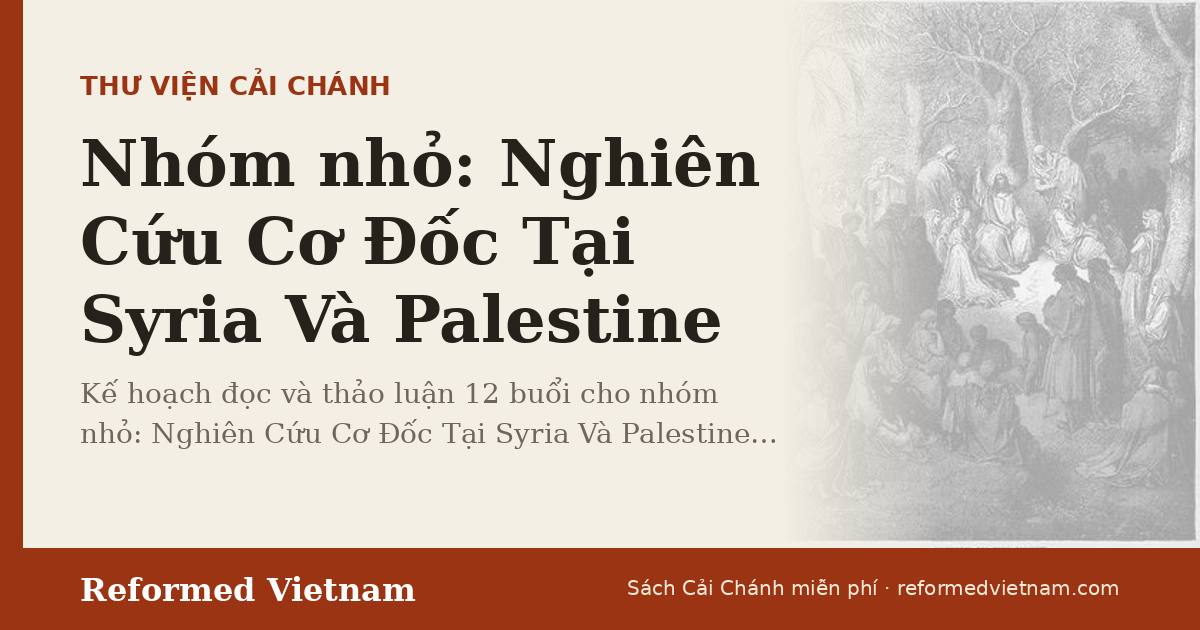 THƯ VIỆN CẢI CHÁNH
Nhóm nhỏ: Nghiên
Cứu Cơ Đốc Tại
Syria Và Palestine
Kế hoạch đọc và thảo luận 12 buổi cho nhóm
nhỏ: Nghiên Cứu Cơ Đốc Tại Syria Và Palestine…
Reformed Vietnam
Sách Cải Chánh miễn phí · reformedvietnam.com